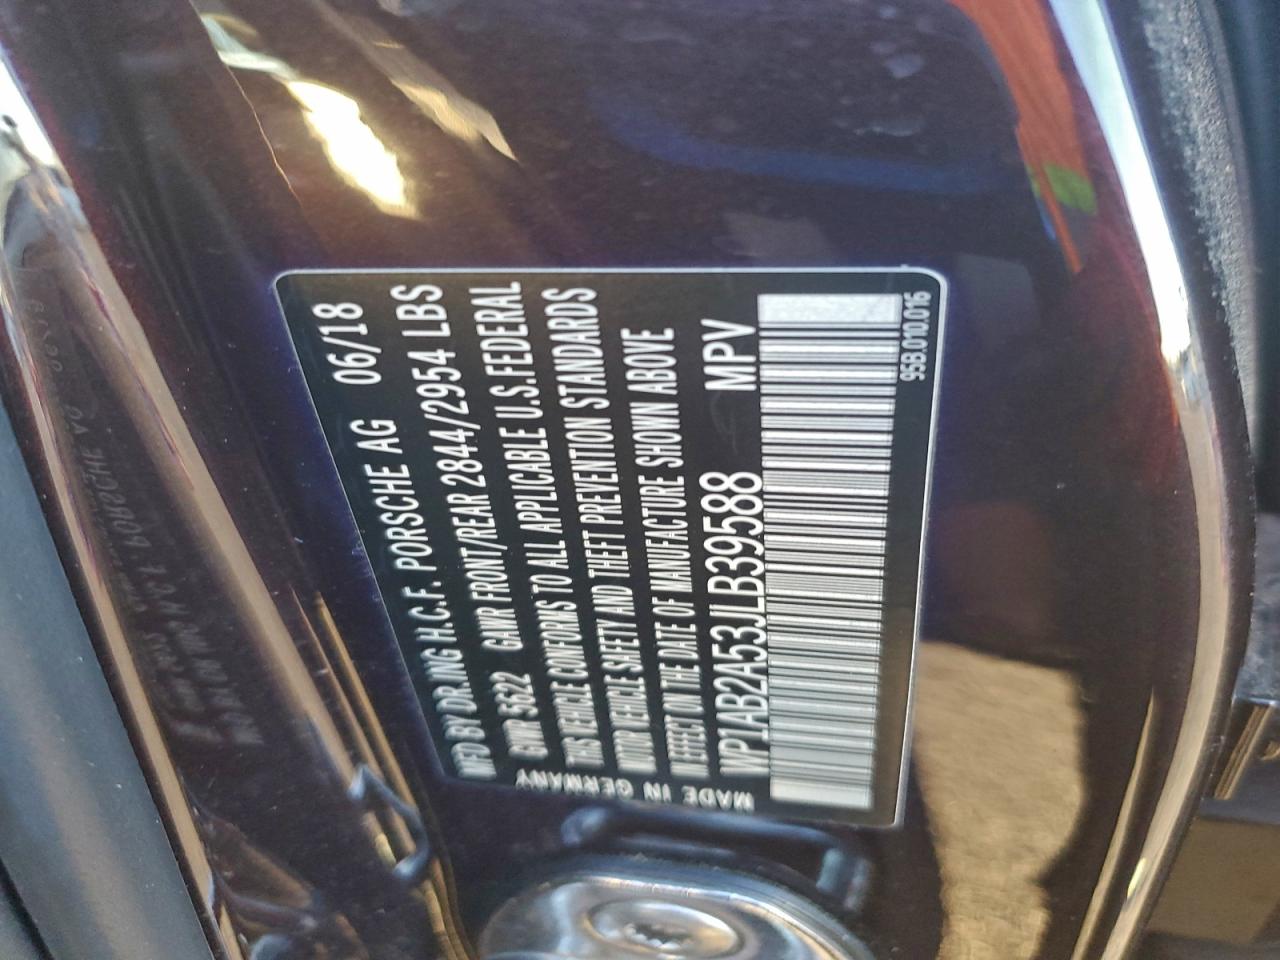 MFD BY DR.ING H.C.F. PORSCHE AG 06/18
GVWR 5622 GAWR FRONT/REAR 2844/2954 LBS
THIS VEHICLE CONFORMS TO ALL APPLICABLE U.S.FEDERAL
MOTOR VEHICLE SAFETY AND THEFT PREVENTION STANDARDS
IN EFFECT ON THE DATE OF MANUFACTURE SHOWN ABOVE
WP1AB2A53JLB39588 MPV
95B.010.016
MADE IN GERMANY